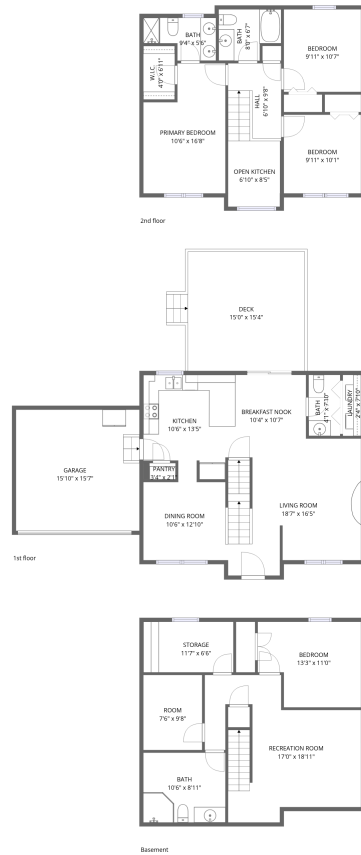 BATH
9'4" x 5'6"
BATH
8'0" x 6'7"
BEDROOM
9'11" x 10'7"
W.I.C.
4'0" x 6'11"
HALL
6'10" x 9'8"
PRIMARY BEDROOM
10'6" x 16'8"
BEDROOM
9'11" x 10'1"
OPEN KITCHEN
6'10" x 8'5"
2nd floor
DECK
15'0" x 15'4"
BATH
4'1" x 7'10"
LAUNDRY
2'4" x 7'10"
BREAKFAST NOOK
10'4" x 10'7"
KITCHEN
10'6" x 13'5"
GARAGE
15'10" x 15'7"
PANTRY
3'4" x 2'1"
DINING ROOM
10'6" x 12'10"
LIVING ROOM
18'7" x 16'5"
1st floor
STORAGE
11'7" x 6'6"
BEDROOM
13'3" x 11'0"
ROOM
7'6" x 9'8"
RECREATION ROOM
17'0" x 18'11"
BATH
10'6" x 8'11"
Basement